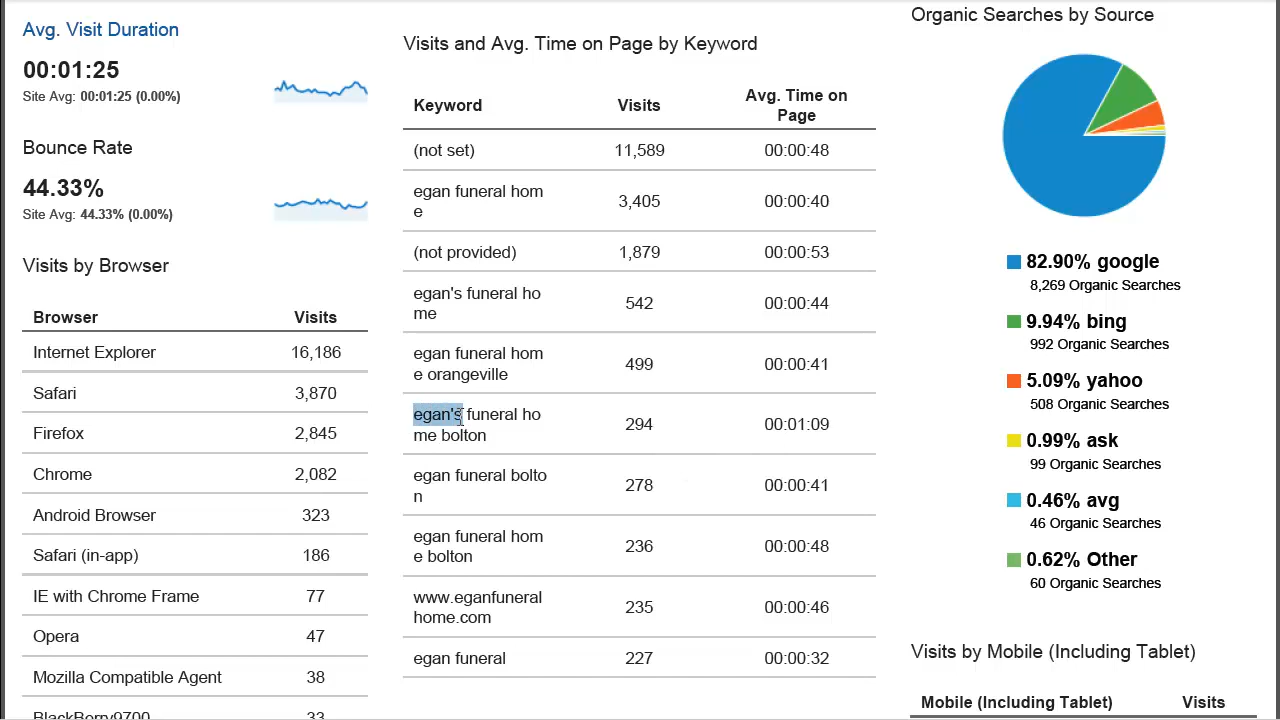 Avg. Visit Duration
00:01:25
Site Avg: 00:01:25 (0.00%)
Bounce Rate
44.33%
Site Avg: 44.33% (0.00%)
Visits by Browser
Browser Visits
Internet Explorer 16,186
Safari 3,870
Firefox 2,845
Chrome 2,082
Android Browser 323
Safari (in-app) 186
IE with Chrome Frame 77
Opera 47
Mozilla Compatible Agent 38
BlackBerry9700 33
Visits and Avg. Time on Page by Keyword
Keyword Visits Avg. Time on
Page
(not set) 11,589 00:00:48
egan funeral hom
e 3,405 00:00:40
(not provided) 1,879 00:00:53
egan's funeral ho
me 542 00:00:44
egan funeral hom
e orangeville 499 00:00:41
egan's funeral ho
me bolton 294 00:01:09
egan funeral bolto
n 278 00:00:41
egan funeral hom
e bolton 236 00:00:48
www.eganfuneral
home.com 235 00:00:46
egan funeral 227 00:00:32
Organic Searches by Source
82.90% google
8,269 Organic Searches
9.94% bing
992 Organic Searches
5.09% yahoo
508 Organic Searches
0.99% ask
99 Organic Searches
0.46% avg
46 Organic Searches
0.62% Other
60 Organic Searches
Visits by Mobile (Including Tablet)
Mobile (Including Tablet) Visits